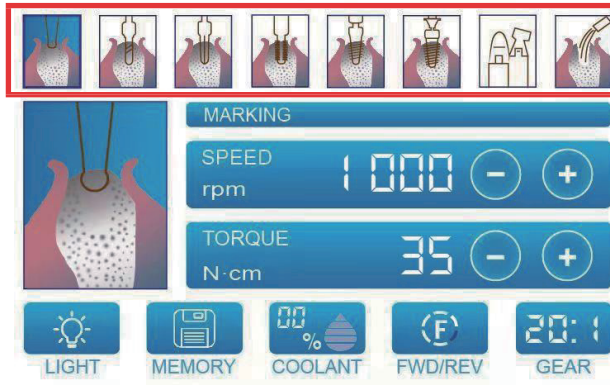 MARKING
SPEED
rpm
1000
− +
TORQUE
N·cm
35
− +
00
%
F
20:1
LIGHT MEMORY COOLANT FWD/REV GEAR